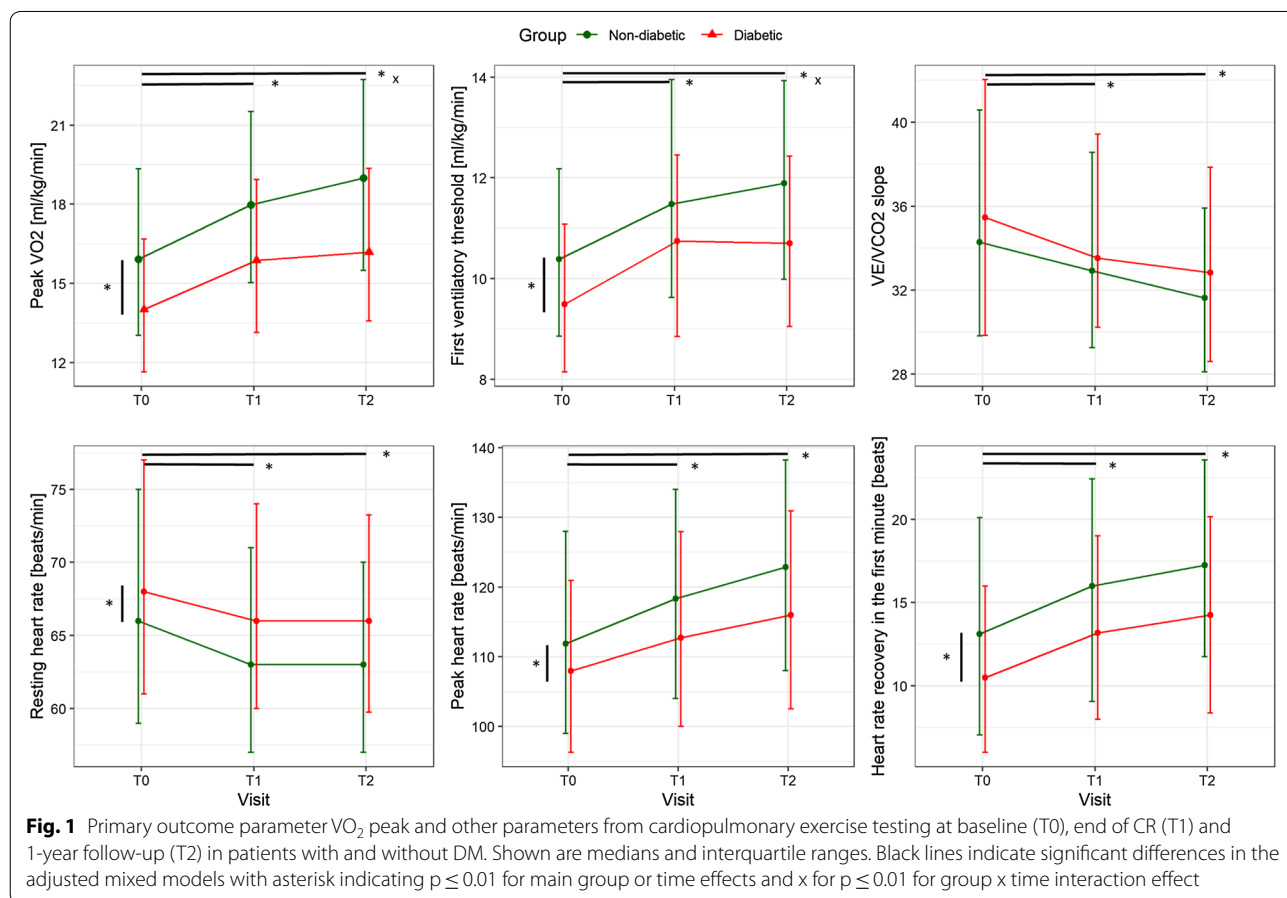 Group Non-diabetic Diabetic
Peak VO2 [ml/kg/min]
21
18
15
12
* x
*
*
T0 T1 T2
First ventilatory threshold [ml/kg/min]
14
12
10
8
* x
*
*
T0 T1 T2
VE/VCO2 slope
40
36
32
28
*
*
T0 T1 T2
Resting heart rate [beats/min]
75
70
65
60
*
*
*
T0 T1 T2
Visit
Peak heart rate [beats/min]
140
130
120
110
100
*
*
*
T0 T1 T2
Visit
Heart rate recovery in the first minute [beats]
20
15
10
*
*
*
T0 T1 T2
Visit
Fig. 1 Primary outcome parameter VO₂ peak and other parameters from cardiopulmonary exercise testing at baseline (T0), end of CR (T1) and
1-year follow-up (T2) in patients with and without DM. Shown are medians and interquartile ranges. Black lines indicate significant differences in the
adjusted mixed models with asterisk indicating p ≤ 0.01 for main group or time effects and x for p ≤ 0.01 for group x time interaction effect